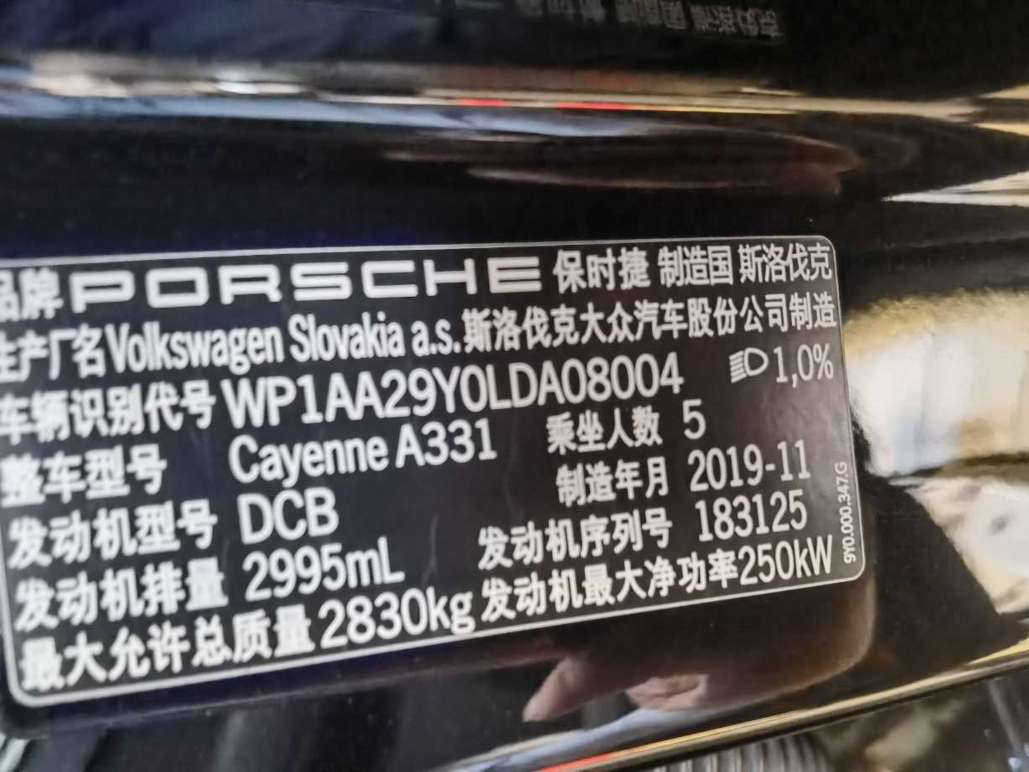 品牌 PORSCHE 保时捷 制造国 斯洛伐克
生产厂名 Volkswagen Slovakia a.s. 斯洛伐克大众汽车股份公司制造
车辆识别代号 WP1AA29Y0LDA08004 1,0%
整车型号 Cayenne A331 乘坐人数 5
发动机型号 DCB 制造年月 2019-11
发动机排量 2995mL 发动机序列号 183125
最大允许总质量 2830kg 发动机最大净功率 250kW
9Y0.000.347.G